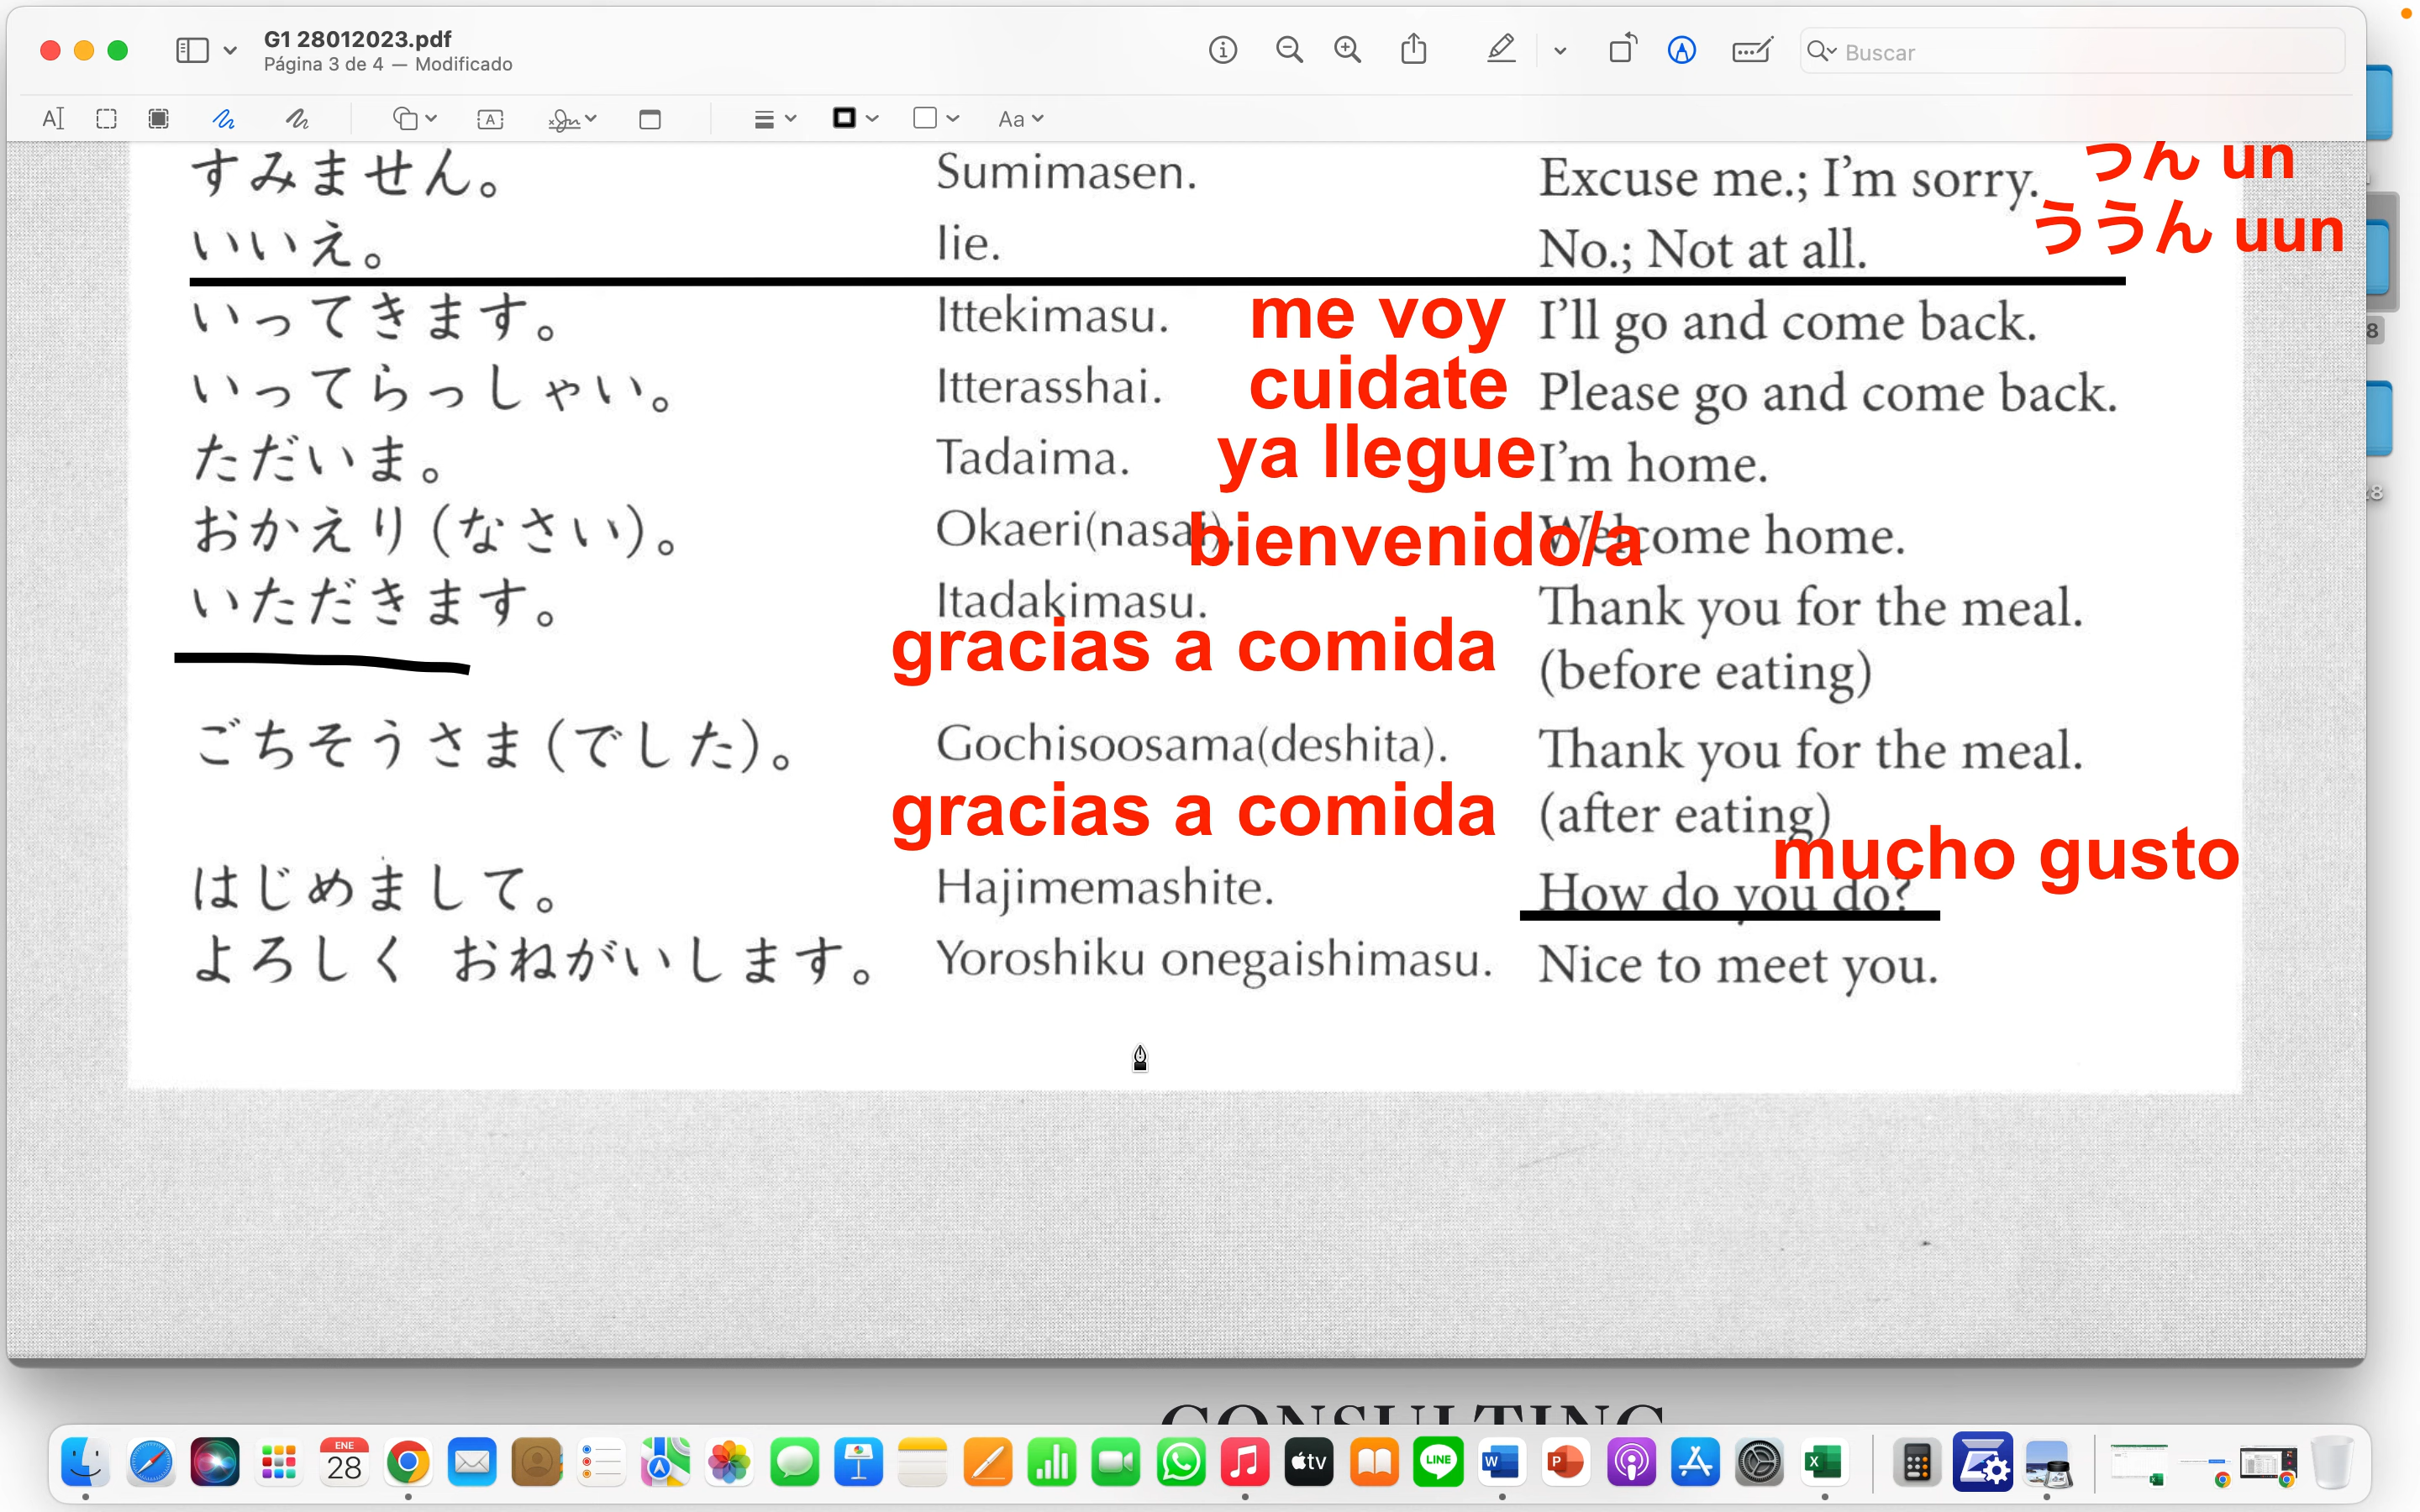 G1 28012023.pdf
Página 3 de 4 — Modificado
Buscar
Aa
すみません。 Sumimasen. Excuse me.; I'm sorry. うん un
いいえ。 Iie. No.; Not at all. ううん uun
いってきます。 Ittekimasu. me voy I'll go and come back.
いってらっしゃい。 Itterasshai. cuidate Please go and come back.
ただいま。 Tadaima. ya llegue I'm home.
おかえり(なさい)。 Okaeri(nasai). bienvenido/a Welcome home.
いただきます。 Itadakimasu. Thank you for the meal.
gracias a comida (before eating)
ごちそうさま(でした)。 Gochisoosama(deshita). Thank you for the meal.
gracias a comida (after eating)
mucho gusto
はじめまして。 Hajimemashite. How do you do?
よろしく おねがいします。 Yoroshiku onegaishimasu. Nice to meet you.
8
28
CONSULTING
ENE
28
tv
LINE
W
P
X